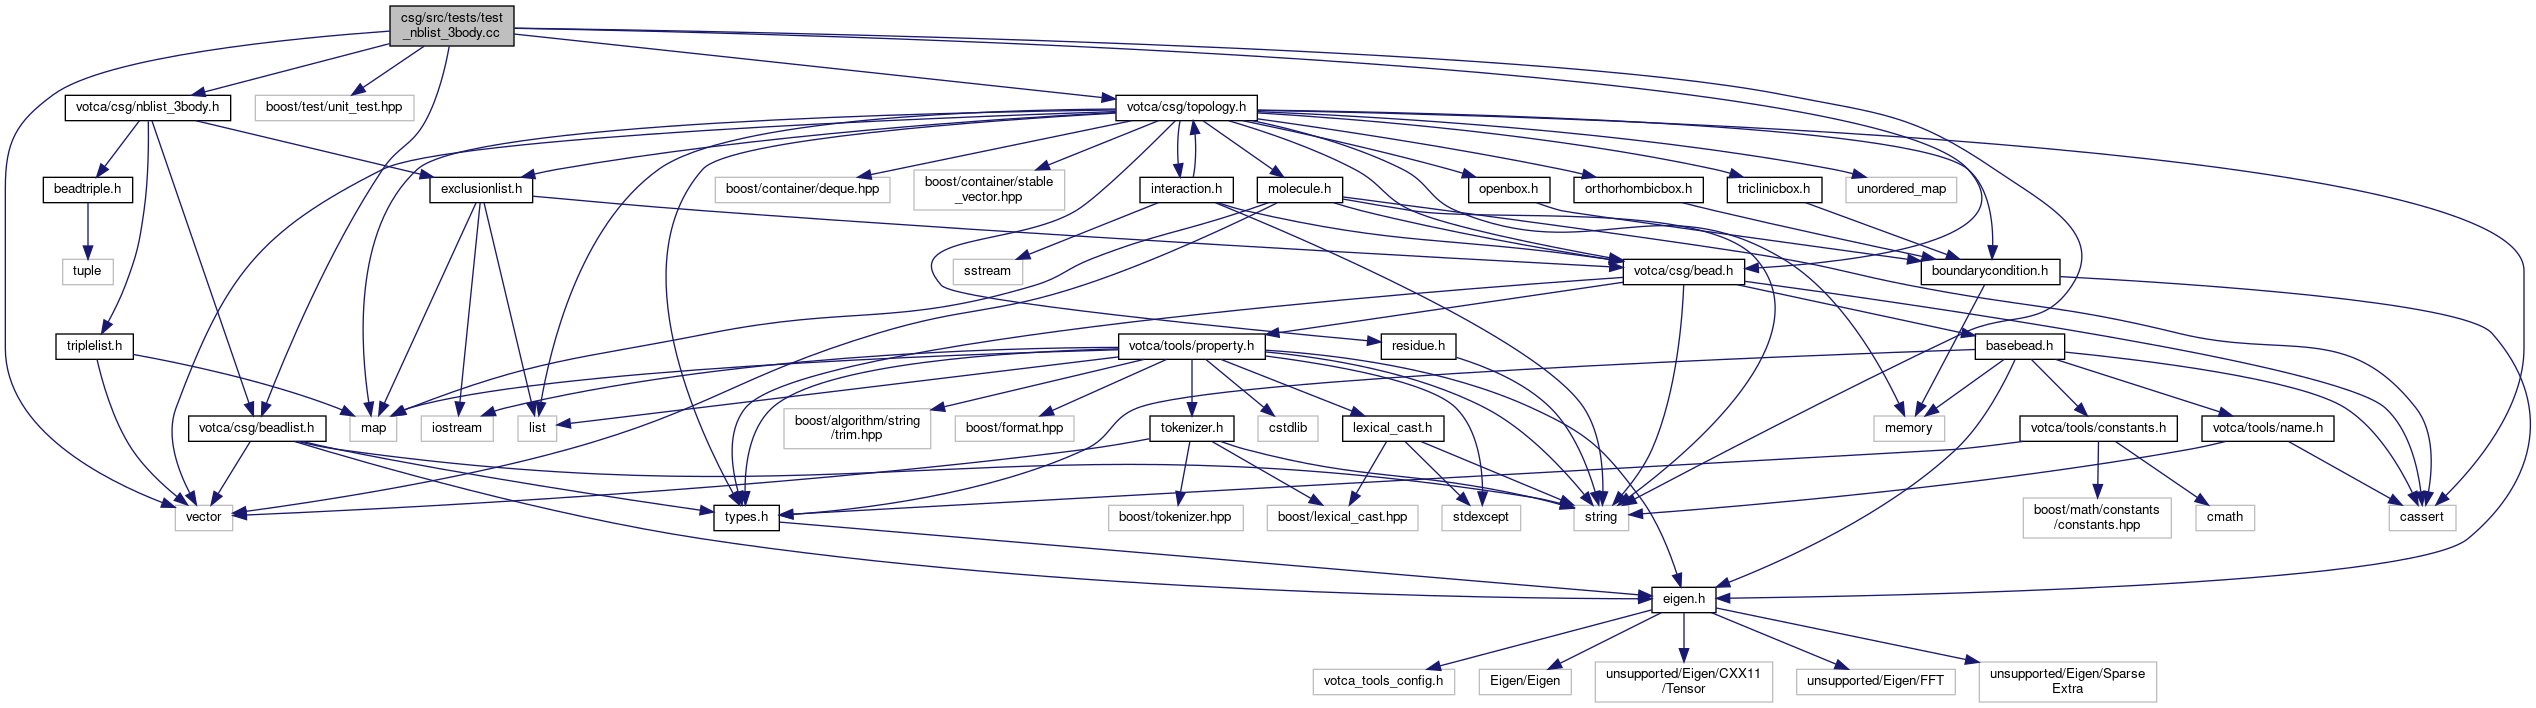 csg/src/tests/test
_nblist_3body.cc
votca/csg/nblist_3body.h
boost/test/unit_test.hpp
votca/csg/topology.h
beadtriple.h
exclusionlist.h
boost/container/deque.hpp
boost/container/stable
_vector.hpp
interaction.h
molecule.h
openbox.h
orthorhombicbox.h
triclinicbox.h
unordered_map
tuple
sstream
votca/csg/bead.h
boundarycondition.h
triplelist.h
votca/tools/property.h
residue.h
basebead.h
votca/csg/beadlist.h
map
iostream
list
boost/algorithm/string
/trim.hpp
boost/format.hpp
tokenizer.h
cstdlib
lexical_cast.h
memory
votca/tools/constants.h
votca/tools/name.h
vector
types.h
boost/tokenizer.hpp
boost/lexical_cast.hpp
stdexcept
string
boost/math/constants
/constants.hpp
cmath
cassert
eigen.h
votca_tools_config.h
Eigen/Eigen
unsupported/Eigen/CXX11
/Tensor
unsupported/Eigen/FFT
unsupported/Eigen/Sparse
Extra